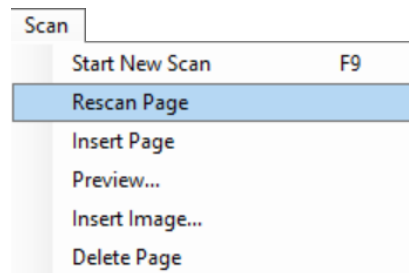 Scan
Start New Scan F9
Rescan Page
Insert Page
Preview...
Insert Image...
Delete Page